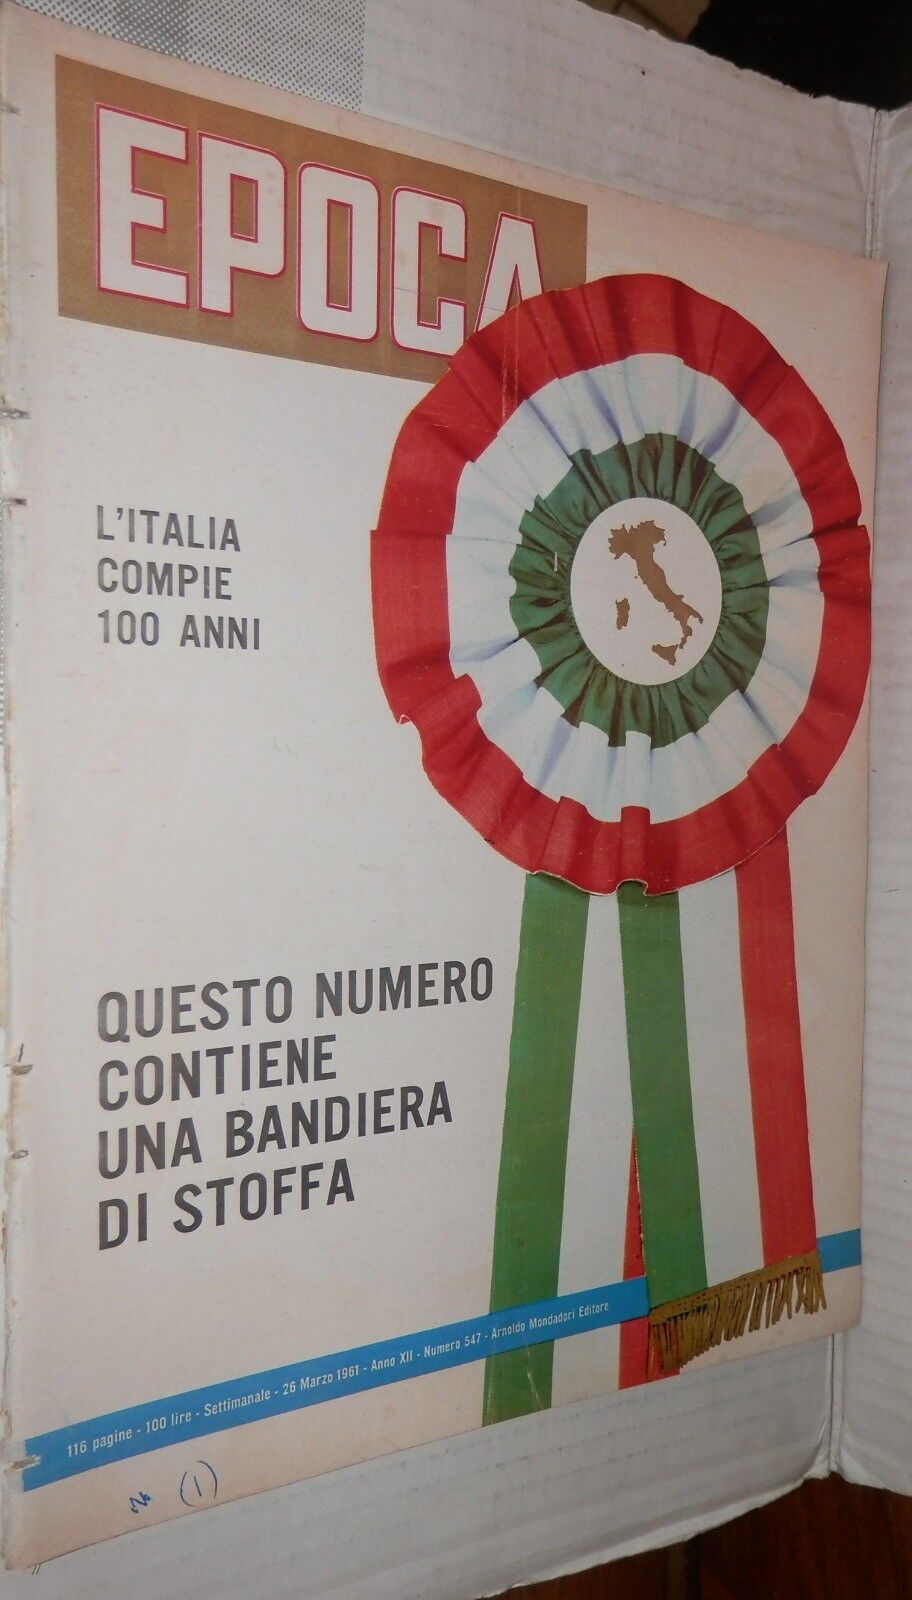 EPOCA
L'ITALIA
COMPIE
100 ANNI
QUESTO NUMERO
CONTIENE
UNA BANDIERA
DI STOFFA
116 pagine - 100 lire - Settimanale - 26 Marzo 1961 - Anno XII - Numero 547 - Arnoldo Mondadori Editore
(1)